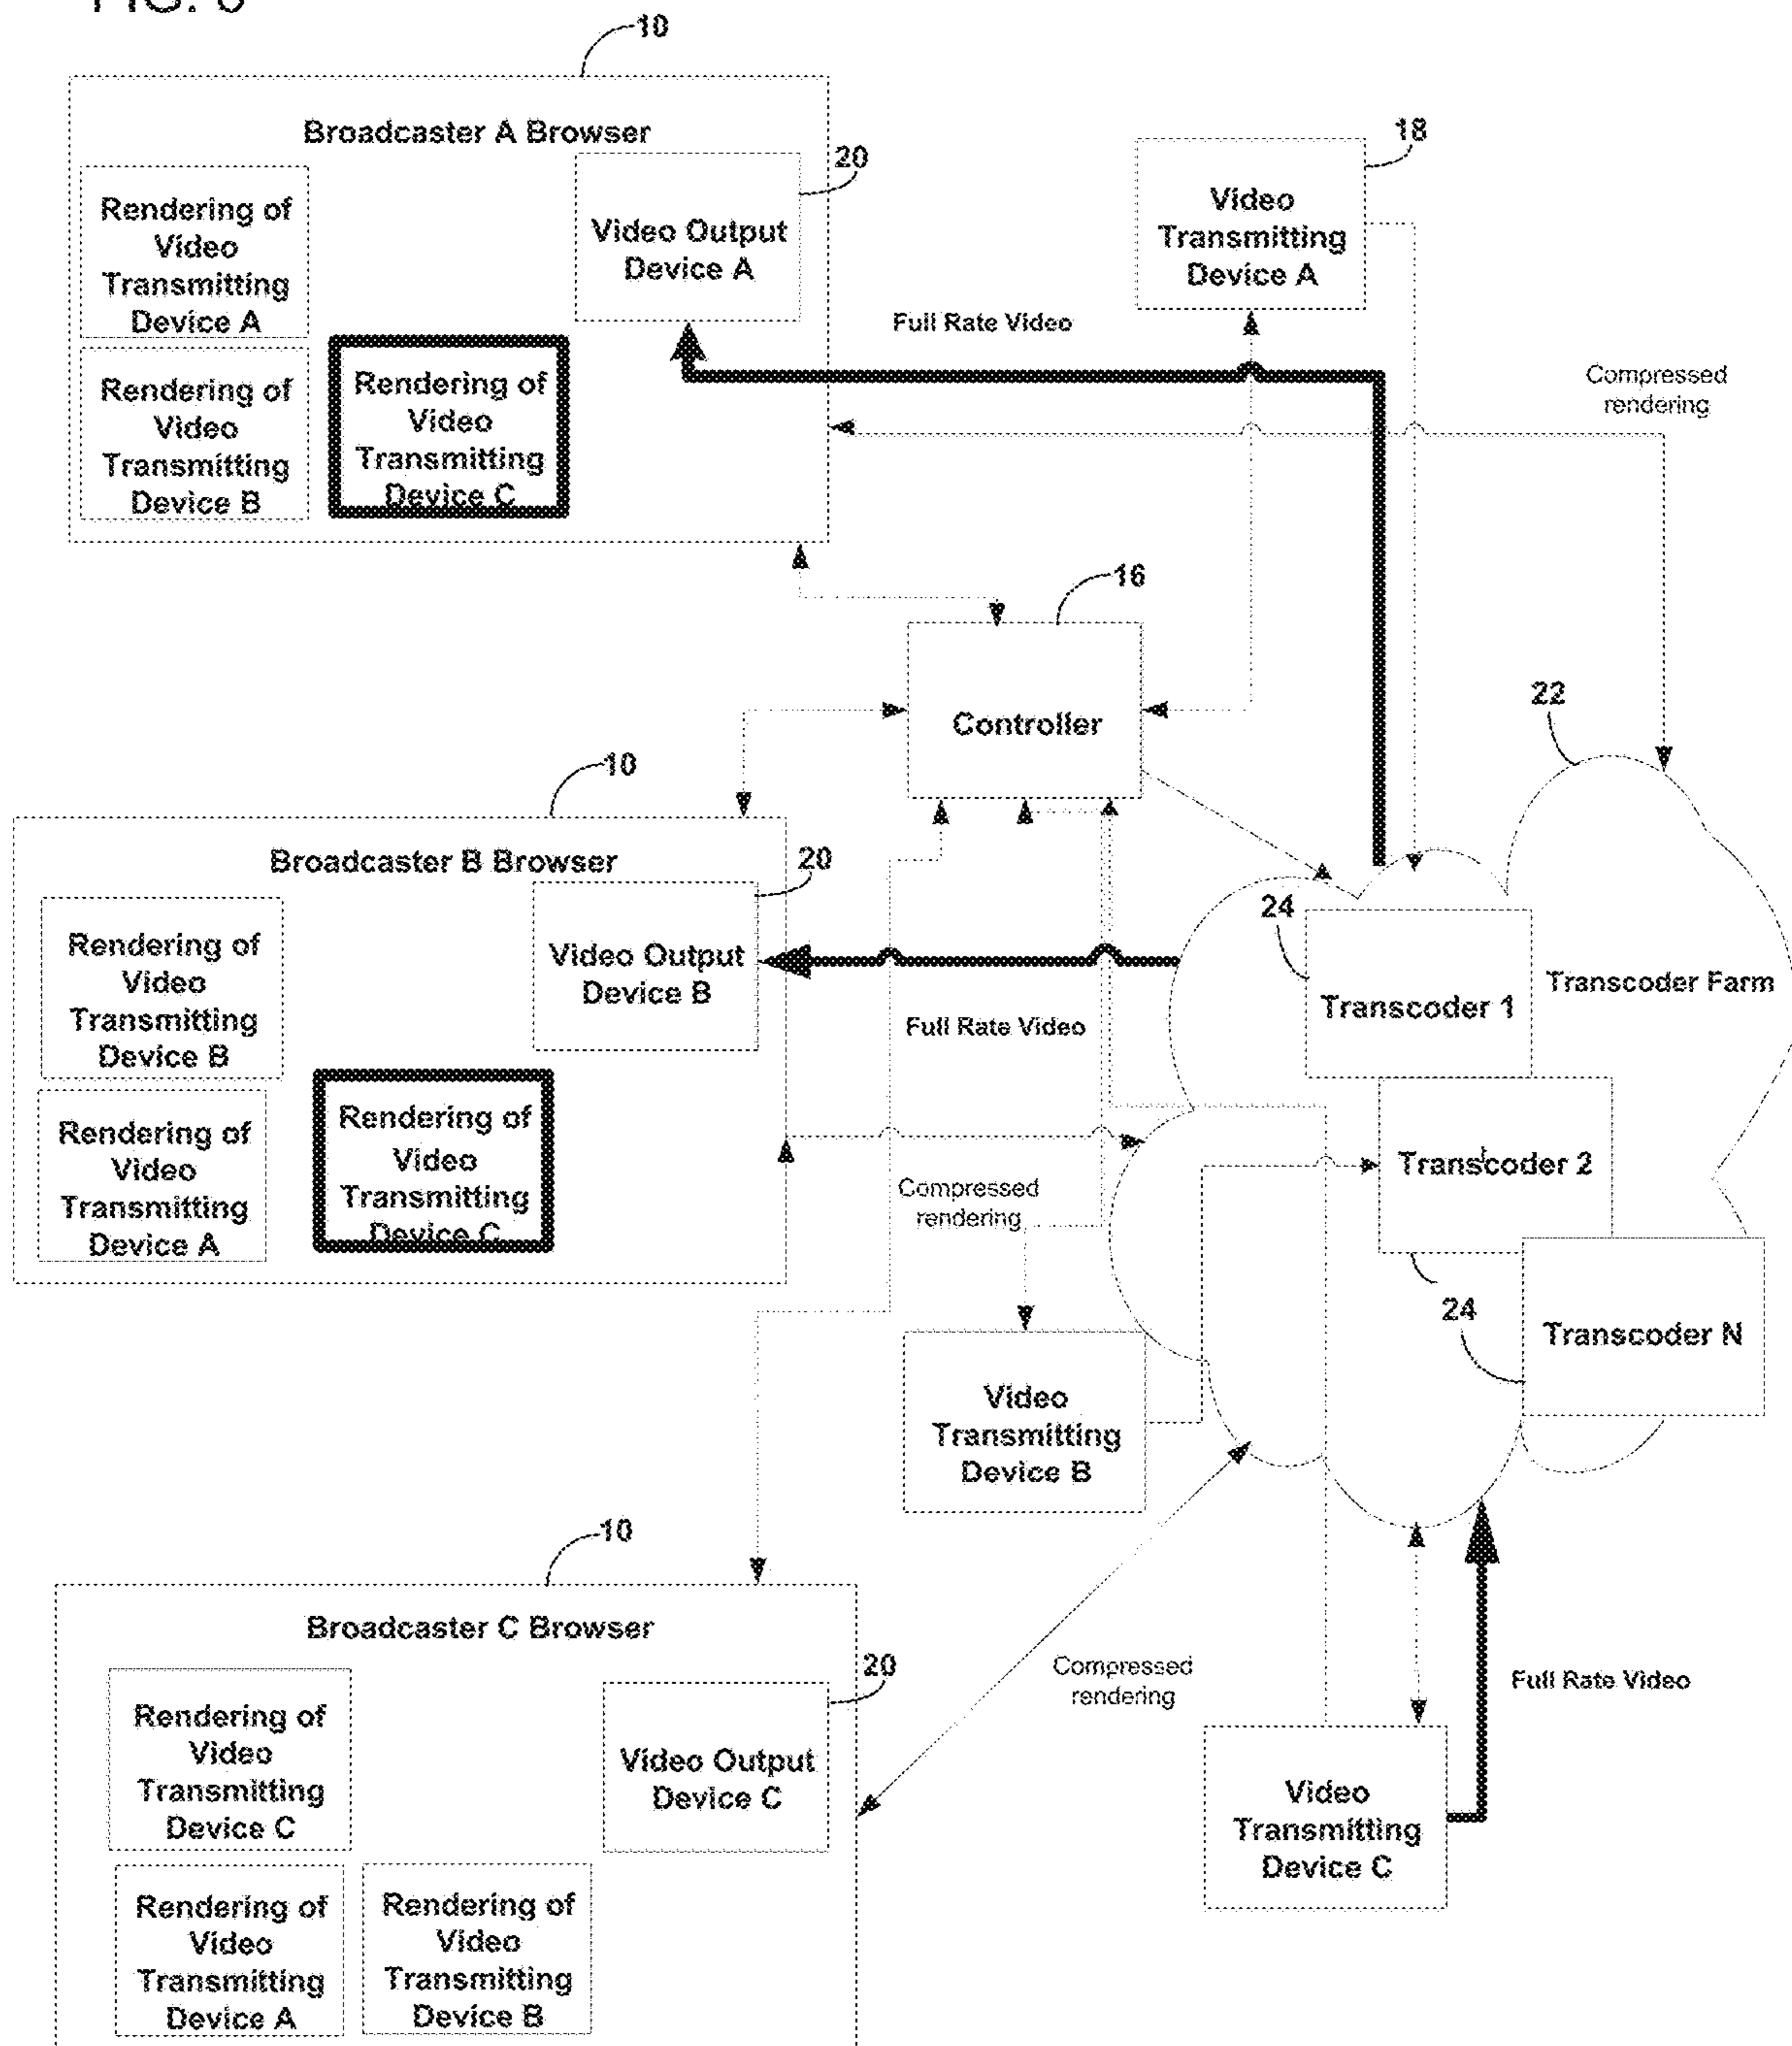 10
Broadcaster A Browser
18
20
Rendering of
Video
Transmitting
Device A
Video Output
Device A
Video
Transmitting
Device A
Full Rate Video
Compressed
rendering
Rendering of
Video
Transmitting
Device B
Rendering of
Video
Transmitting
Device C
16
Controller
22
10
Broadcaster B Browser
20
24
Rendering of
Video
Transmitting
Device B
Video Output
Device B
Transcoder 1
Transcoder Farm
Full Rate Video
Rendering of
Video
Transmitting
Device A
Rendering of
Video
Transmitting
Device C
Transcoder 2
Compressed
rendering
24
Transcoder N
Video
Transmitting
Device B
10
Broadcaster C Browser
20
Compressed
rendering
Full Rate Video
Rendering of
Video
Transmitting
Device C
Video Output
Device C
Video
Transmitting
Device C
Rendering of
Video
Transmitting
Device A
Rendering of
Video
Transmitting
Device B